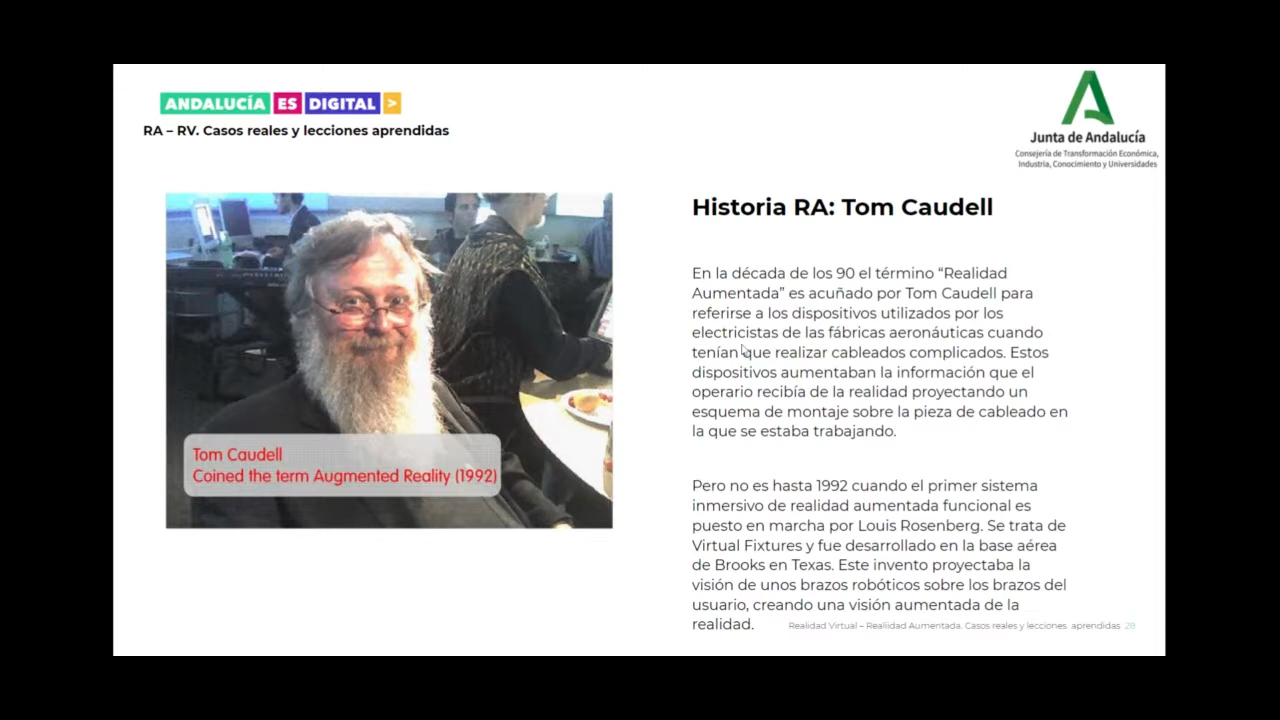 ANDALUCÍA ES DIGITAL >
RA – RV. Casos reales y lecciones aprendidas
Junta de Andalucía
Consejería de Transformación Económica,
Industria, Conocimiento y Universidades
Historia RA: Tom Caudell
En la década de los 90 el término “Realidad
Aumentada” es acuñado por Tom Caudell para
referirse a los dispositivos utilizados por los
electricistas de las fábricas aeronáuticas cuando
tenían que realizar cableados complicados. Estos
dispositivos aumentaban la información que el
operario recibía de la realidad proyectando un
esquema de montaje sobre la pieza de cableado en
la que se estaba trabajando.
Tom Caudell
Coined the term Augmented Reality (1992)
Pero no es hasta 1992 cuando el primer sistema
inmersivo de realidad aumentada funcional es
puesto en marcha por Louis Rosenberg. Se trata de
Virtual Fixtures y fue desarrollado en la base aérea
de Brooks en Texas. Este invento proyectaba la
visión de unos brazos robóticos sobre los brazos del
usuario, creando una visión aumentada de la
realidad.
Realidad Virtual – Realiidad Aumentada. Casos reales y lecciones aprendidas 28